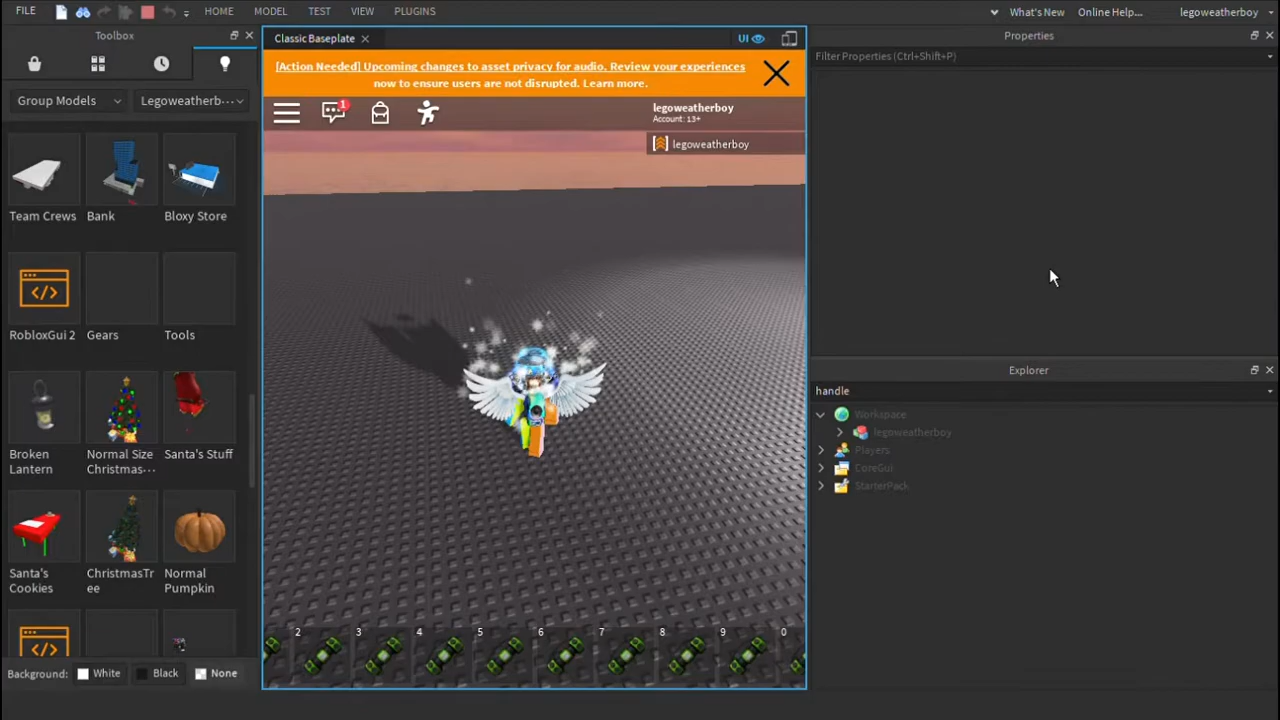 FILE
HOME
MODEL
TEST
VIEW
PLUGINS
What's New
Online Help...
legoweatherboy
Toolbox
Group Models
Legoweatherb...
Team Crews
Bank
Bloxy Store
RobloxGui 2
Gears
Tools
Broken
Lantern
Normal Size
Christmas...
Santa's Stuff
Santa's
Cookies
ChristmasTr
ee
Normal
Pumpkin
Background:
White
Black
None
Classic Baseplate
UI
[Action Needed] Upcoming changes to asset privacy for audio. Review your experiences
now to ensure users are not disrupted. Learn more.
1
legoweatherboy
Account: 13+
legoweatherboy
2
3
4
5
6
7
8
9
0
Properties
Filter Properties (Ctrl+Shift+P)
Explorer
handle
Workspace
legoweatherboy
Players
CoreGui
StarterPack